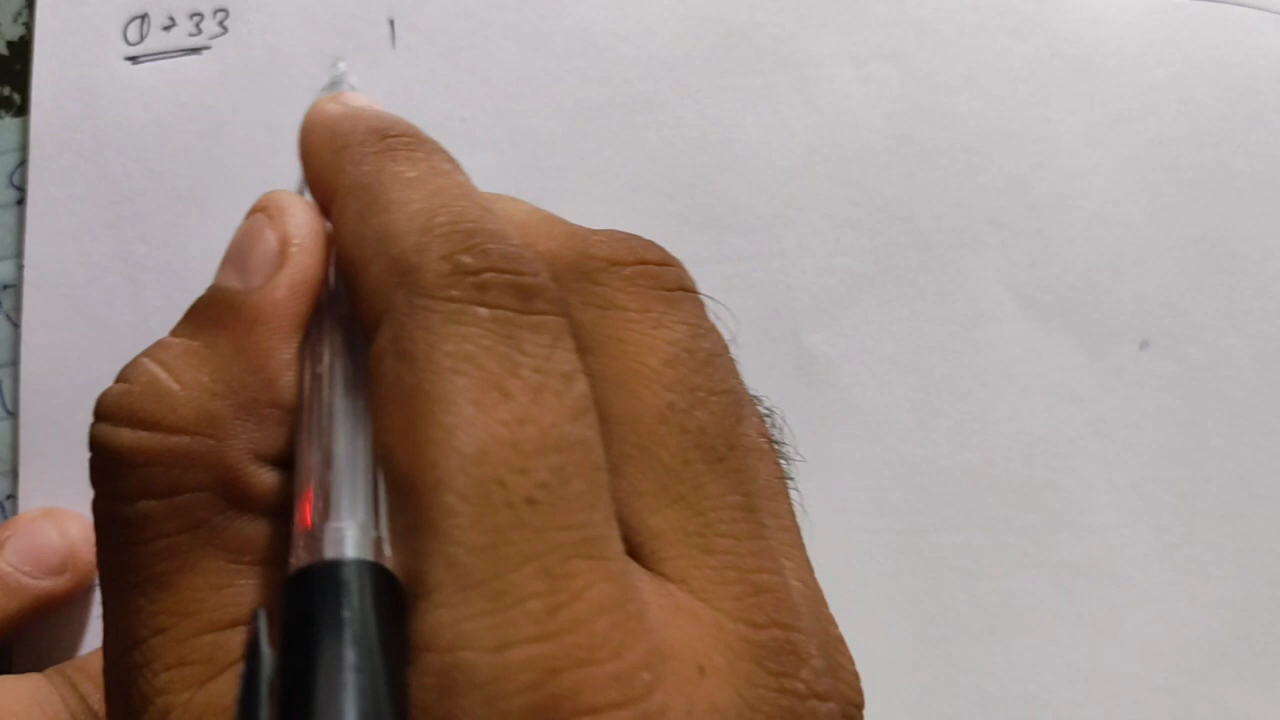 ① → 33 |